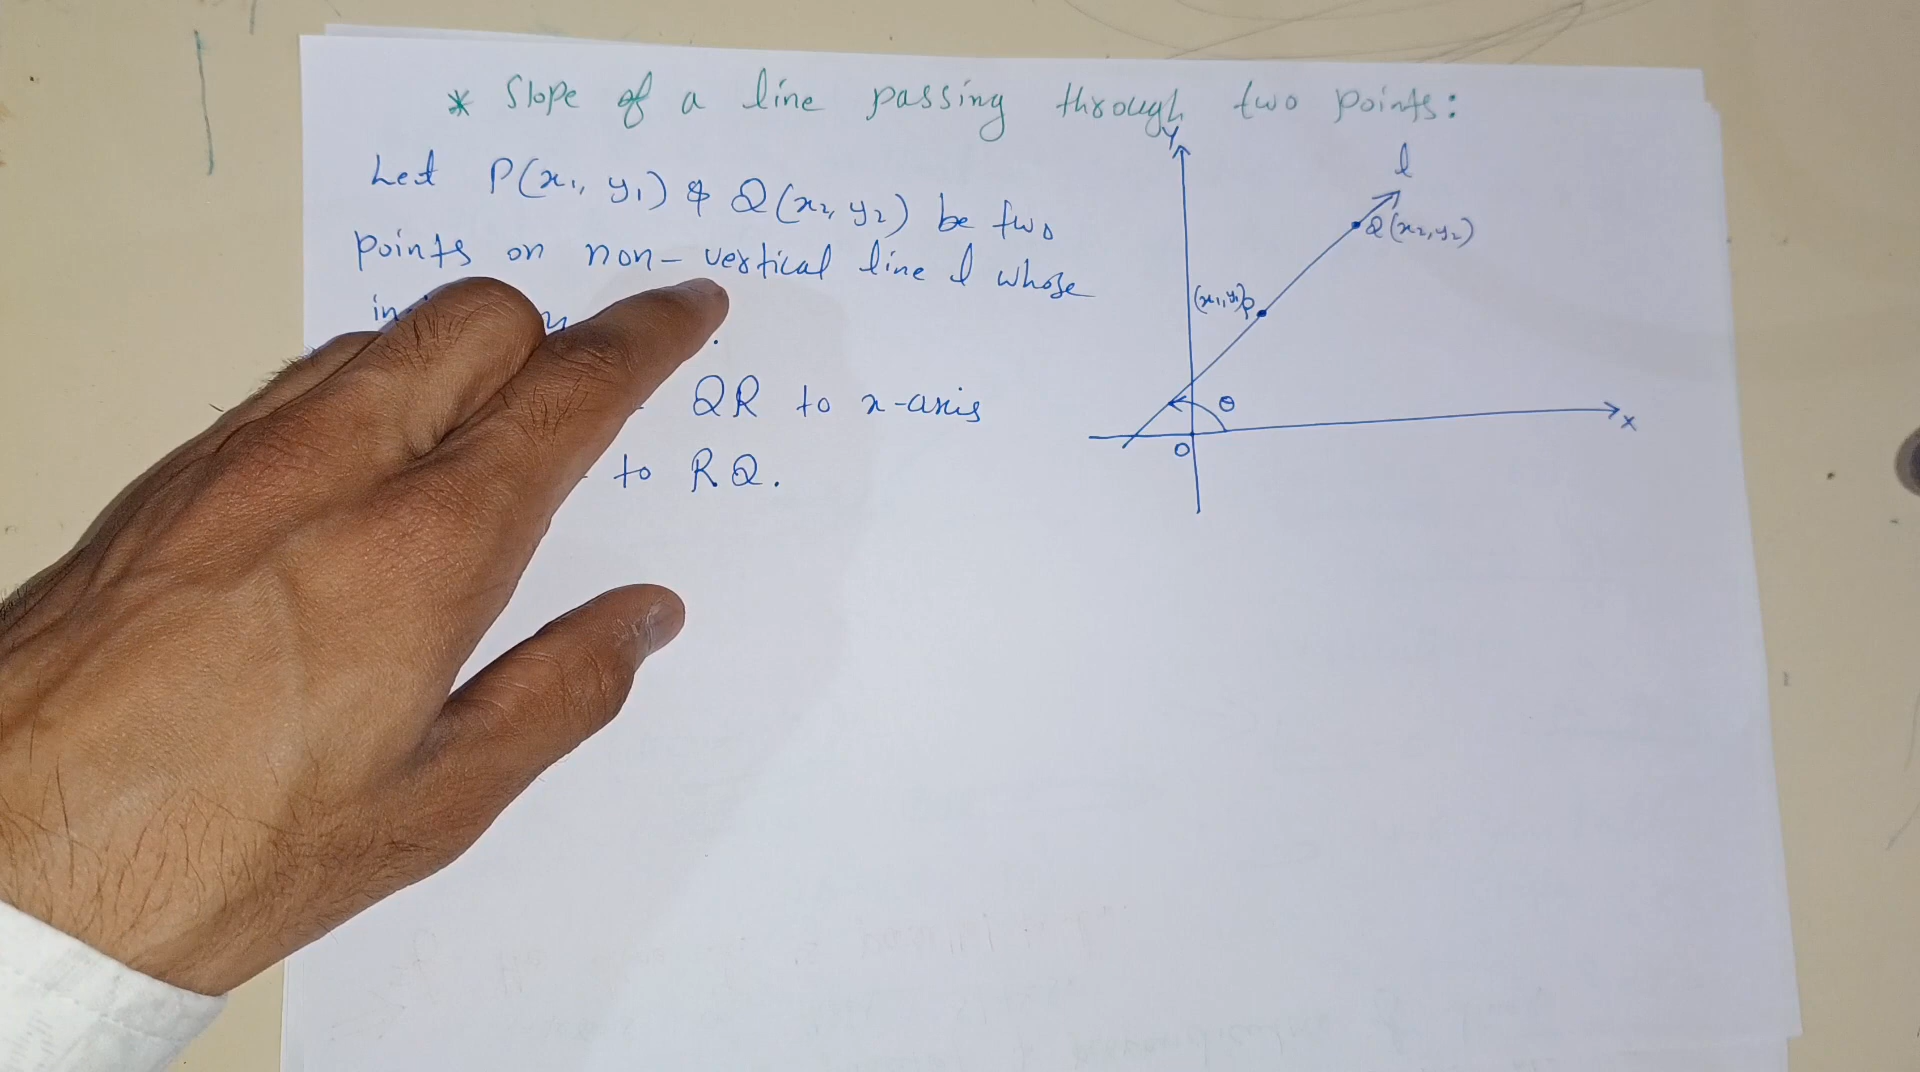 * Slope of a line passing through two points:
Let P(x₁, y₁) & Q(x₂, y₂) be two
points on non-vertical line l whose
QR to x-axis
to RQ.
Y
l
Q(x₂, y₂)
(x₁, y₁)P
θ
X
O